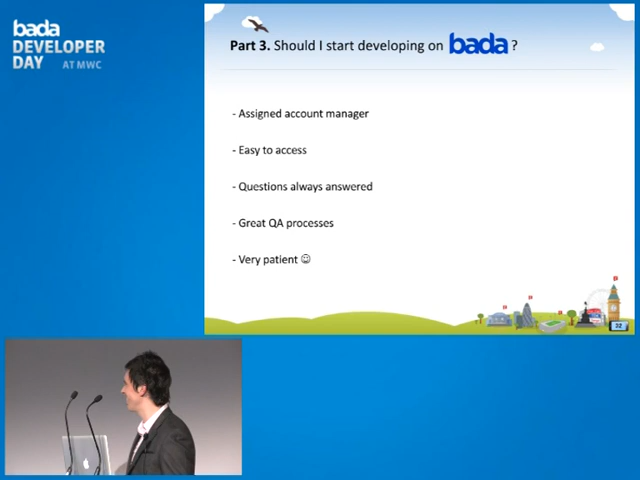 bada
DEVELOPER
DAY AT MWC
Part 3. Should I start developing on bada ?
- Assigned account manager
- Easy to access
- Questions always answered
- Great QA processes
- Very patient ☺
32